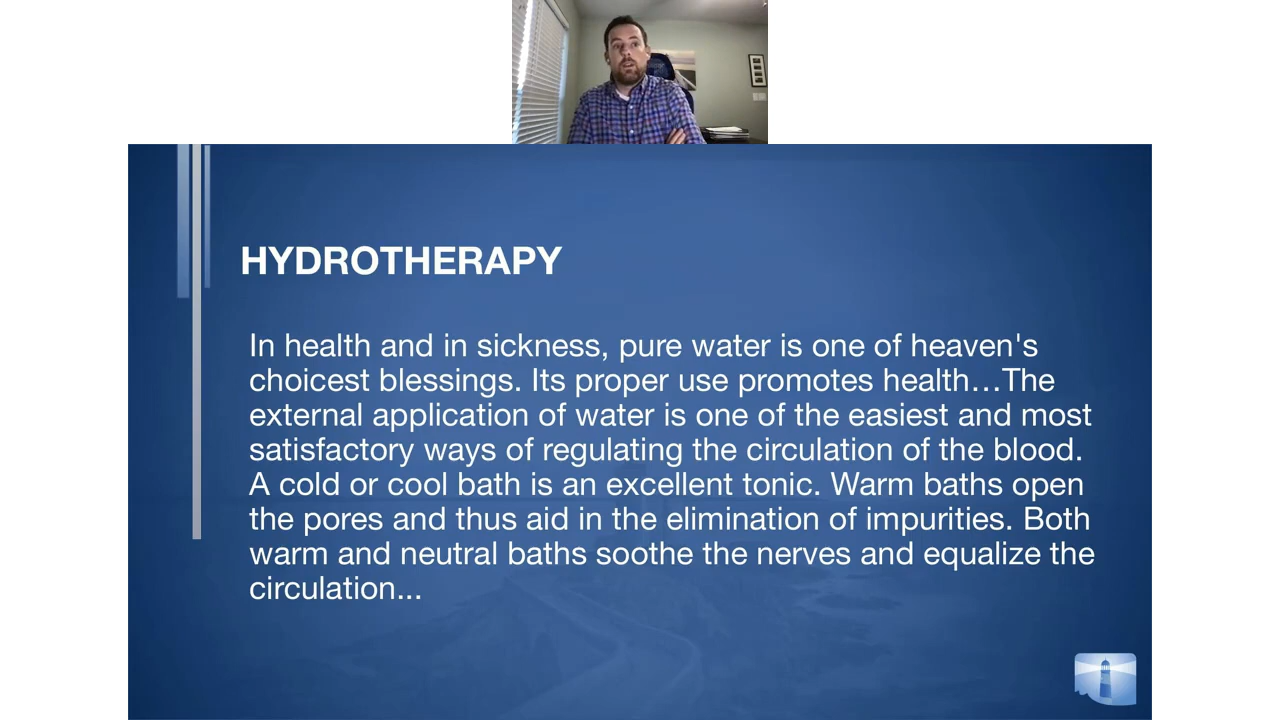 HYDROTHERAPY
In health and in sickness, pure water is one of heaven's
choicest blessings. Its proper use promotes health…The
external application of water is one of the easiest and most
satisfactory ways of regulating the circulation of the blood.
A cold or cool bath is an excellent tonic. Warm baths open
the pores and thus aid in the elimination of impurities. Both
warm and neutral baths soothe the nerves and equalize the
circulation...